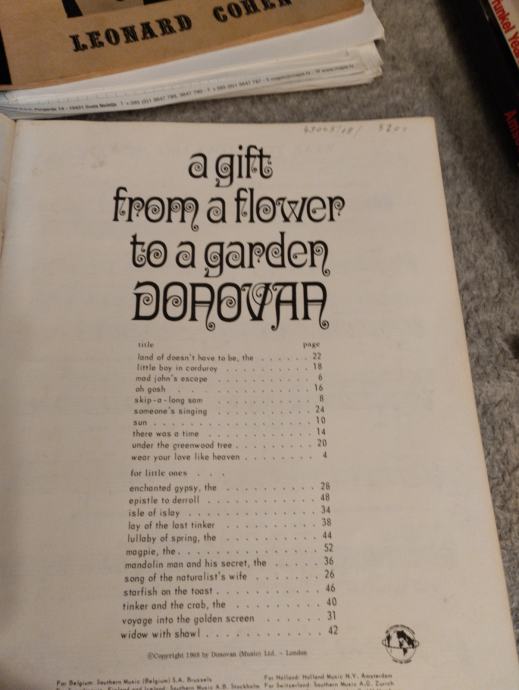 LEONARD COHEN
a gift
from a flower
to a garden
DONOVAN
title page
land of doesn't have to be, the . . . . . . 22
little boy in corduroy . . . . . . . . . . 18
mad john's escape . . . . . . . . . . 6
oh gosh . . . . . . . . . . . . 16
skip-a-long sam . . . . . . . . . . 8
someone's singing . . . . . . . . . . 24
sun . . . . . . . . . . . . . . 10
there was a time . . . . . . . . . . 14
under the greenwood tree . . . . . . . . 20
wear your love like heaven . . . . . . . . 4
for little ones . . .
enchanted gypsy, the . . . . . . . . . . 28
epistle to derroll . . . . . . . . . . . 48
isle of islay . . . . . . . . . . . . 34
lay of the last tinker . . . . . . . . . 38
lullaby of spring, the . . . . . . . . . 44
magpie, the . . . . . . . . . . . . . 52
mandolin man and his secret, the . . . . . . 36
song of the naturalist's wife . . . . . . . 26
starfish on the toast . . . . . . . . . . 46
tinker and the crab, the . . . . . . . . . 40
voyage into the golden screen . . . . . . . 31
widow with shawl . . . . . . . . . . . 42
©Copyright 1968 by Donovan (Music) Ltd. - London
For Belgium: Southern Music (Belgium) S.A. Brussels
For Holland: Holland Music N.V. Amsterdam
Southern Music A.B. Stockholm
For Switzerland: Southern Music A.G. Zurich